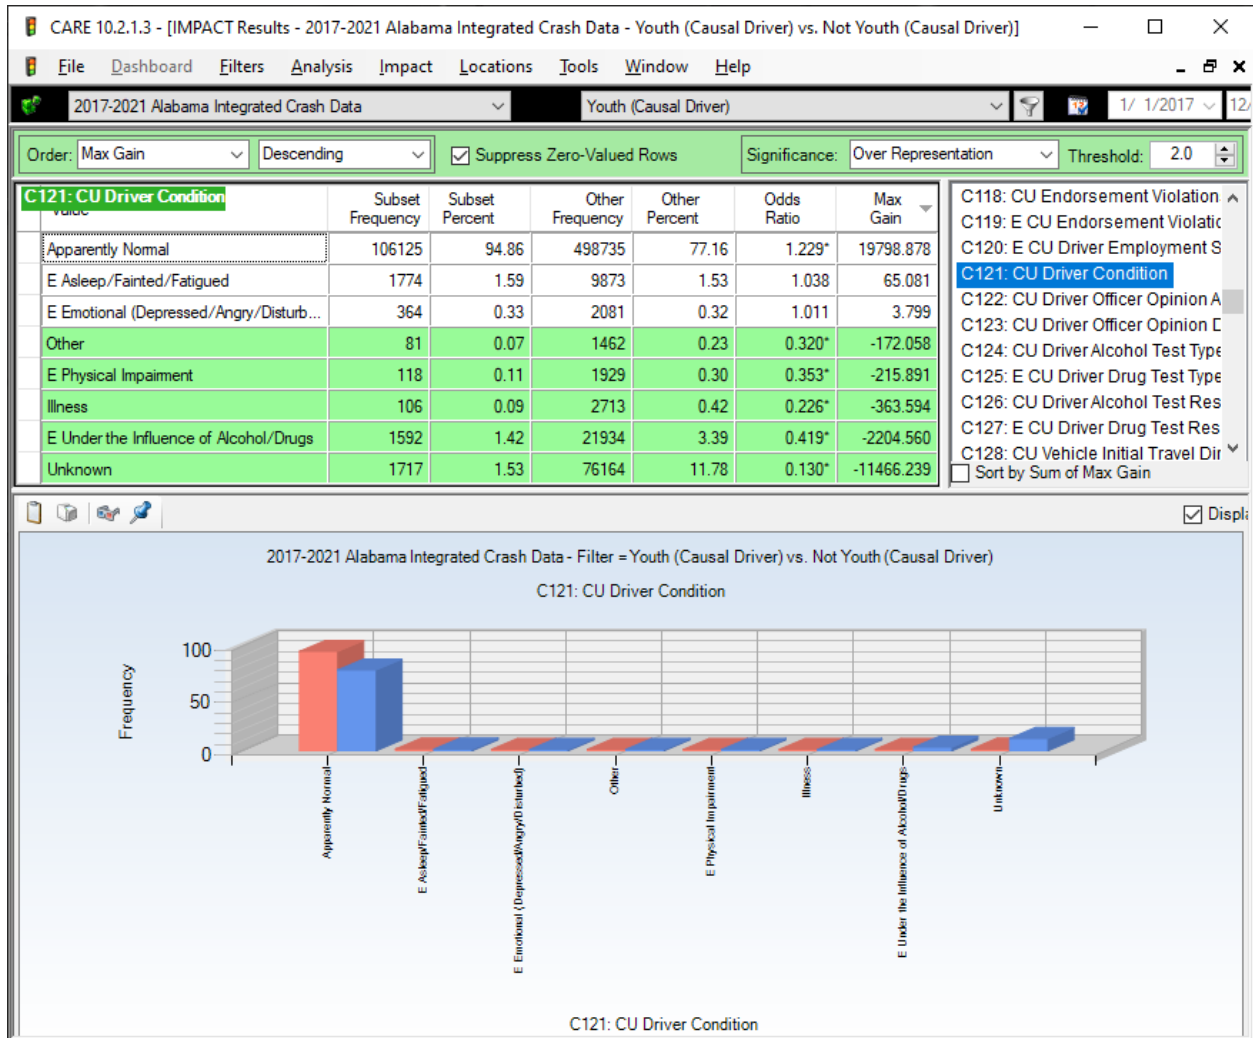 CARE 10.2.1.3 - [IMPACT Results - 2017-2021 Alabama Integrated Crash Data - Youth (Causal Driver) vs. Not Youth (Causal Driver)]
File Dashboard Filters Analysis Impact Locations Tools Window Help
2017-2021 Alabama Integrated Crash Data Youth (Causal Driver) 1/ 1/2017 12/
Order: Max Gain Descending Suppress Zero-Valued Rows Significance: Over Representation Threshold: 2.0
C121: CU Driver Condition Subset Frequency Subset Percent Other Frequency Other Percent Odds Ratio Max Gain
Apparently Normal 106125 94.86 498735 77.16 1.229* 19798.878
E Asleep/Fainted/Fatigued 1774 1.59 9873 1.53 1.038 65.081
E Emotional (Depressed/Angry/Disturb... 364 0.33 2081 0.32 1.011 3.799
Other 81 0.07 1462 0.23 0.320* -172.058
E Physical Impairment 118 0.11 1929 0.30 0.353* -215.891
Illness 106 0.09 2713 0.42 0.226* -363.594
E Under the Influence of Alcohol/Drugs 1592 1.42 21934 3.39 0.419* -2204.560
Unknown 1717 1.53 76164 11.78 0.130* -11466.239
C118: CU Endorsement Violation
C119: E CU Endorsement Violatic
C120: E CU Driver Employment S
C121: CU Driver Condition
C122: CU Driver Officer Opinion A
C123: CU Driver Officer Opinion D
C124: CU Driver Alcohol Test Type
C125: E CU Driver Drug Test Type
C126: CU Driver Alcohol Test Res
C127: E CU Driver Drug Test Res
C128: CU Vehicle Initial Travel Dir
Sort by Sum of Max Gain
Displa
2017-2021 Alabama Integrated Crash Data - Filter = Youth (Causal Driver) vs. Not Youth (Causal Driver)
C121: CU Driver Condition
Frequency
100
50
0
Apparently Normal
E Asleep/Fainted/Fatigued
E Emotional (Depressed/Angry/Disturbed)
Other
E Physical Impairment
Illness
E Under the Influence of Alcohol/Drugs
Unknown
C121: CU Driver Condition